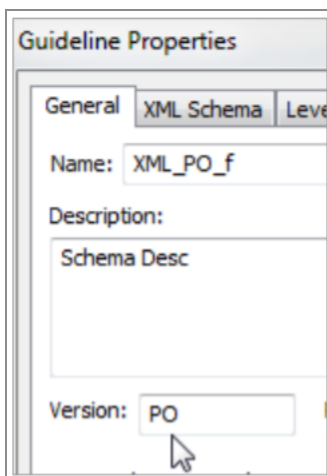 Guideline Properties
General XML Schema Leve
Name: XML_PO_f
Description:
Schema Desc
Version: PO